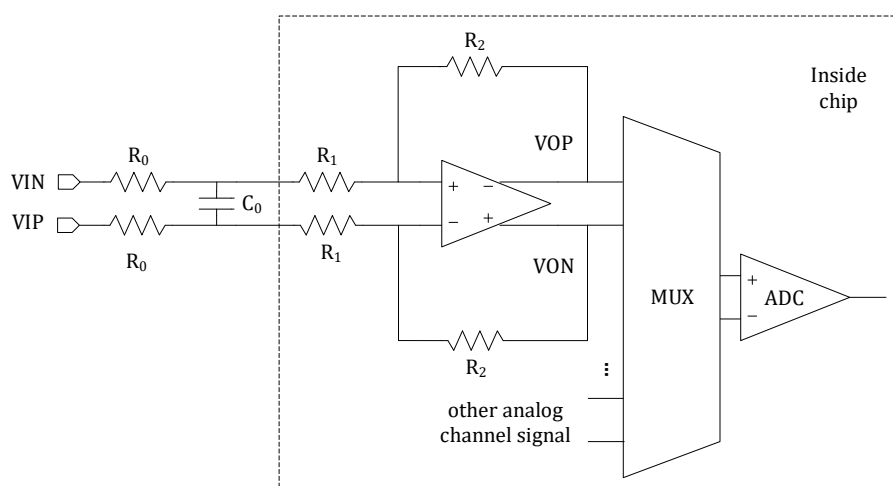 R₂
Inside
chip
VOP
VIN
R₀
R₁
+
−
C₀
−
+
VIP
R₀
R₁
VON
MUX
+
−
ADC
R₂
...
other analog
channel signal